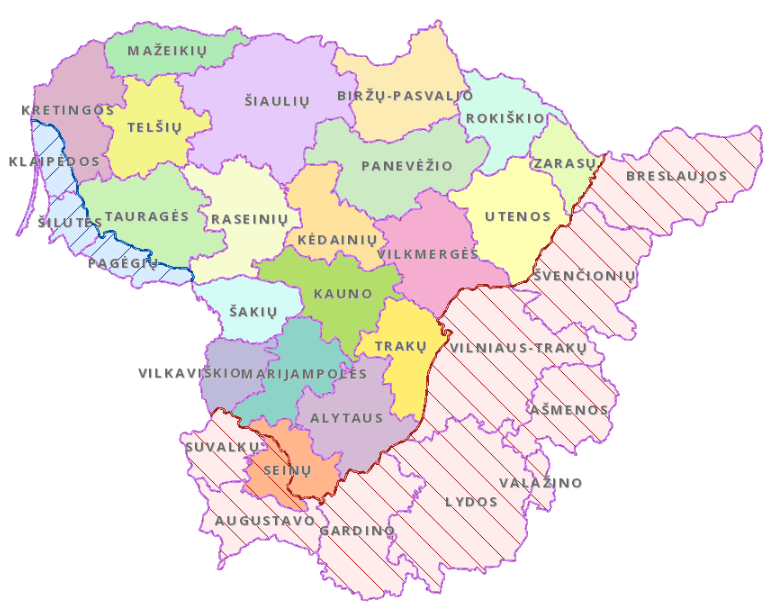 MAŽEIKIŲ
ŠIAULIŲ
BIRŽŲ-PASVALIO
KRETINGOS
ROKIŠKIO
TELŠIŲ
KLAIPĖDOS
PANEVĖŽIO
ZARASŲ
BRESLAUJOS
TAURAGĖS
RASEINIŲ
UTENOS
ŠILUTĖS
KĖDAINIŲ
VILKMERGĖS
PAGĖGIŲ
ŠVENČIONIŲ
KAUNO
ŠAKIŲ
TRAKŲ
VILNIAUS-TRAKŲ
VILKAVIŠKIO
MARIJAMPOLĖS
AŠMENOS
ALYTAUS
SUVALKŲ
SEINŲ
VALAŽINO
LYDOS
AUGUSTAVO
GARDINO